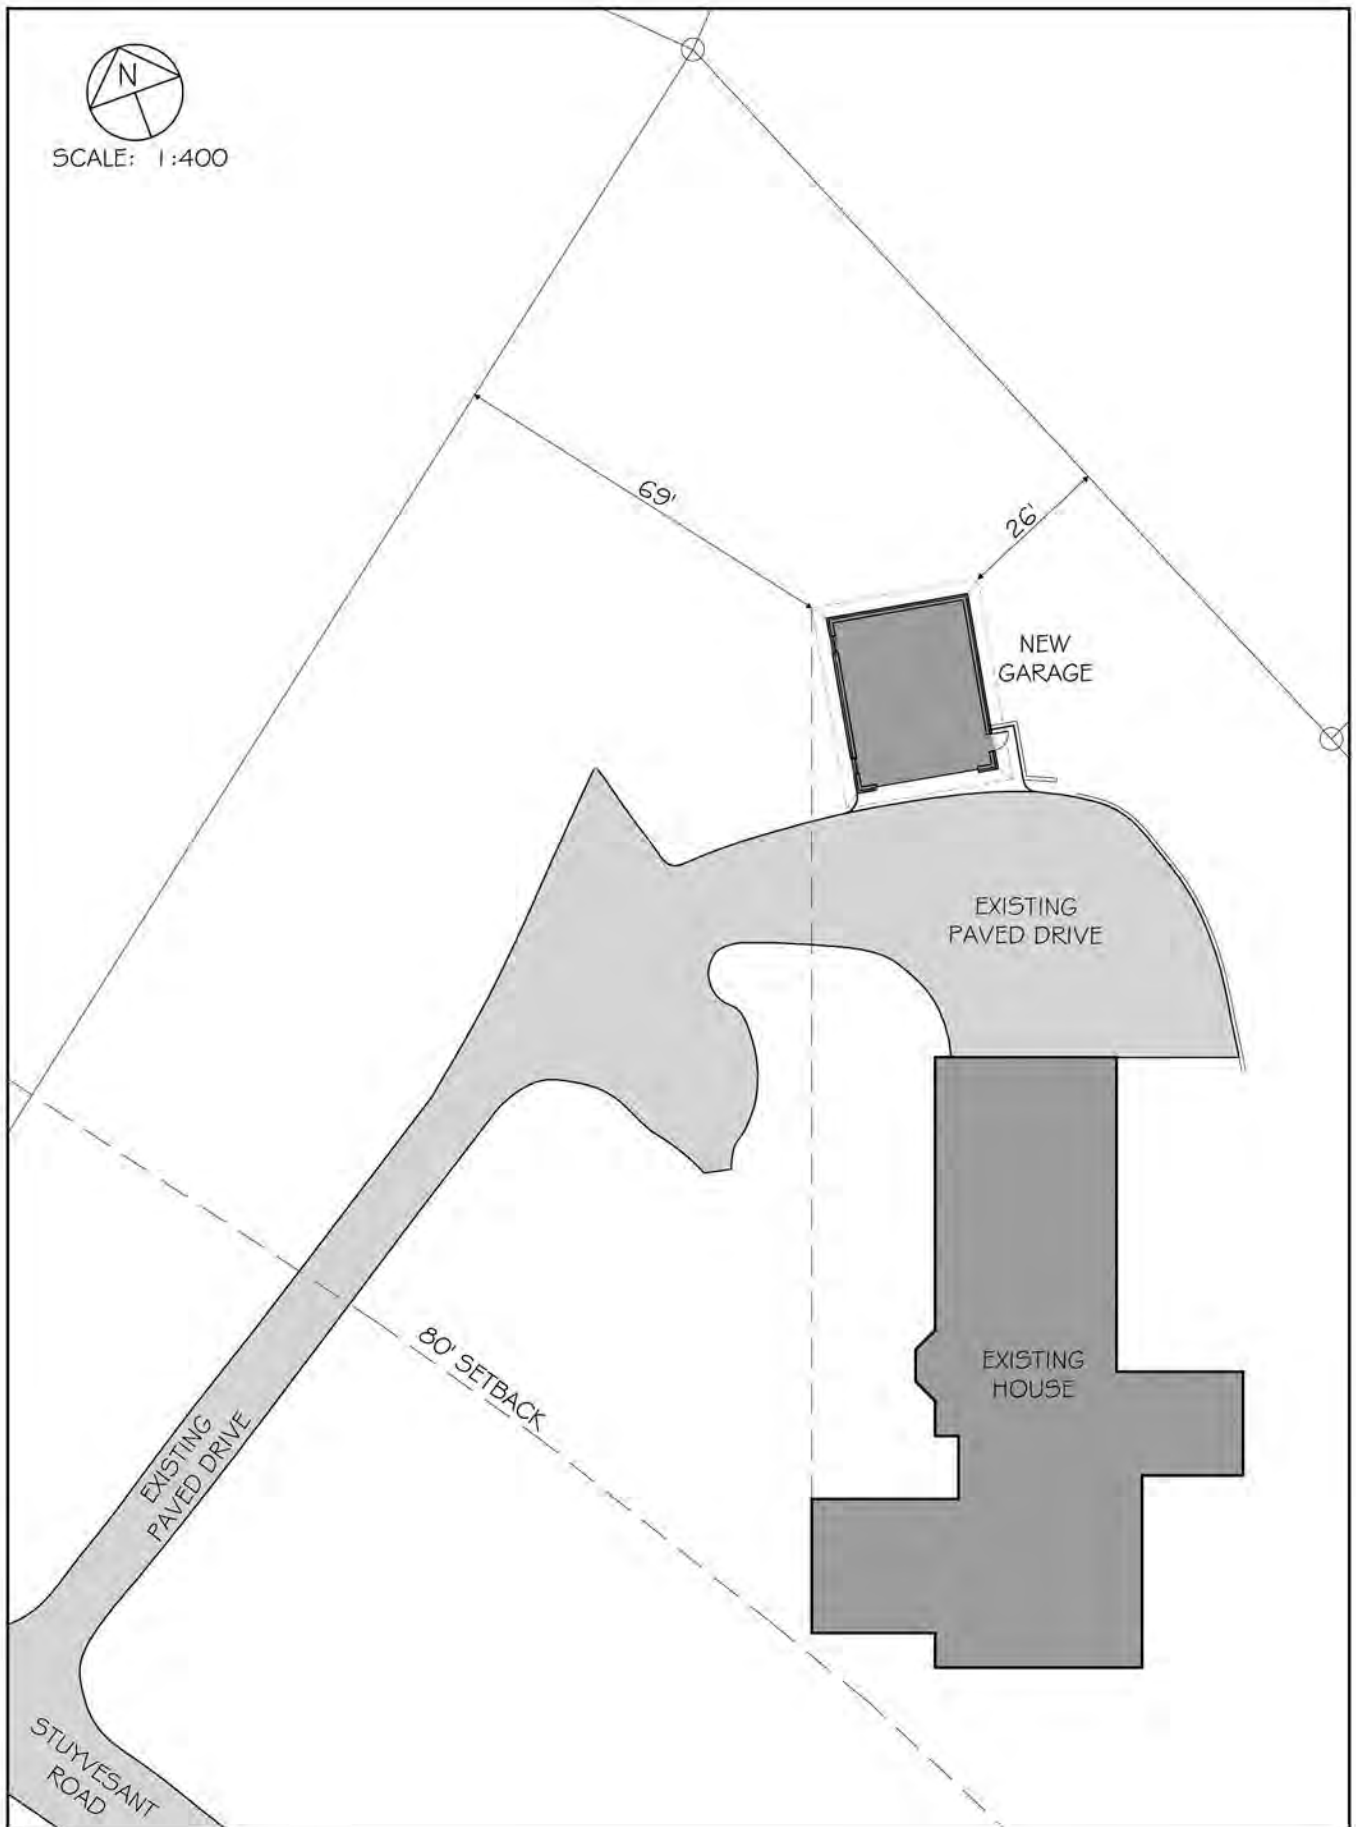 N
SCALE: 1:400
69'
26'
NEW
GARAGE
EXISTING
PAVED DRIVE
80' SETBACK
EXISTING
HOUSE
EXISTING
PAVED DRIVE
STUYVESANT
ROAD